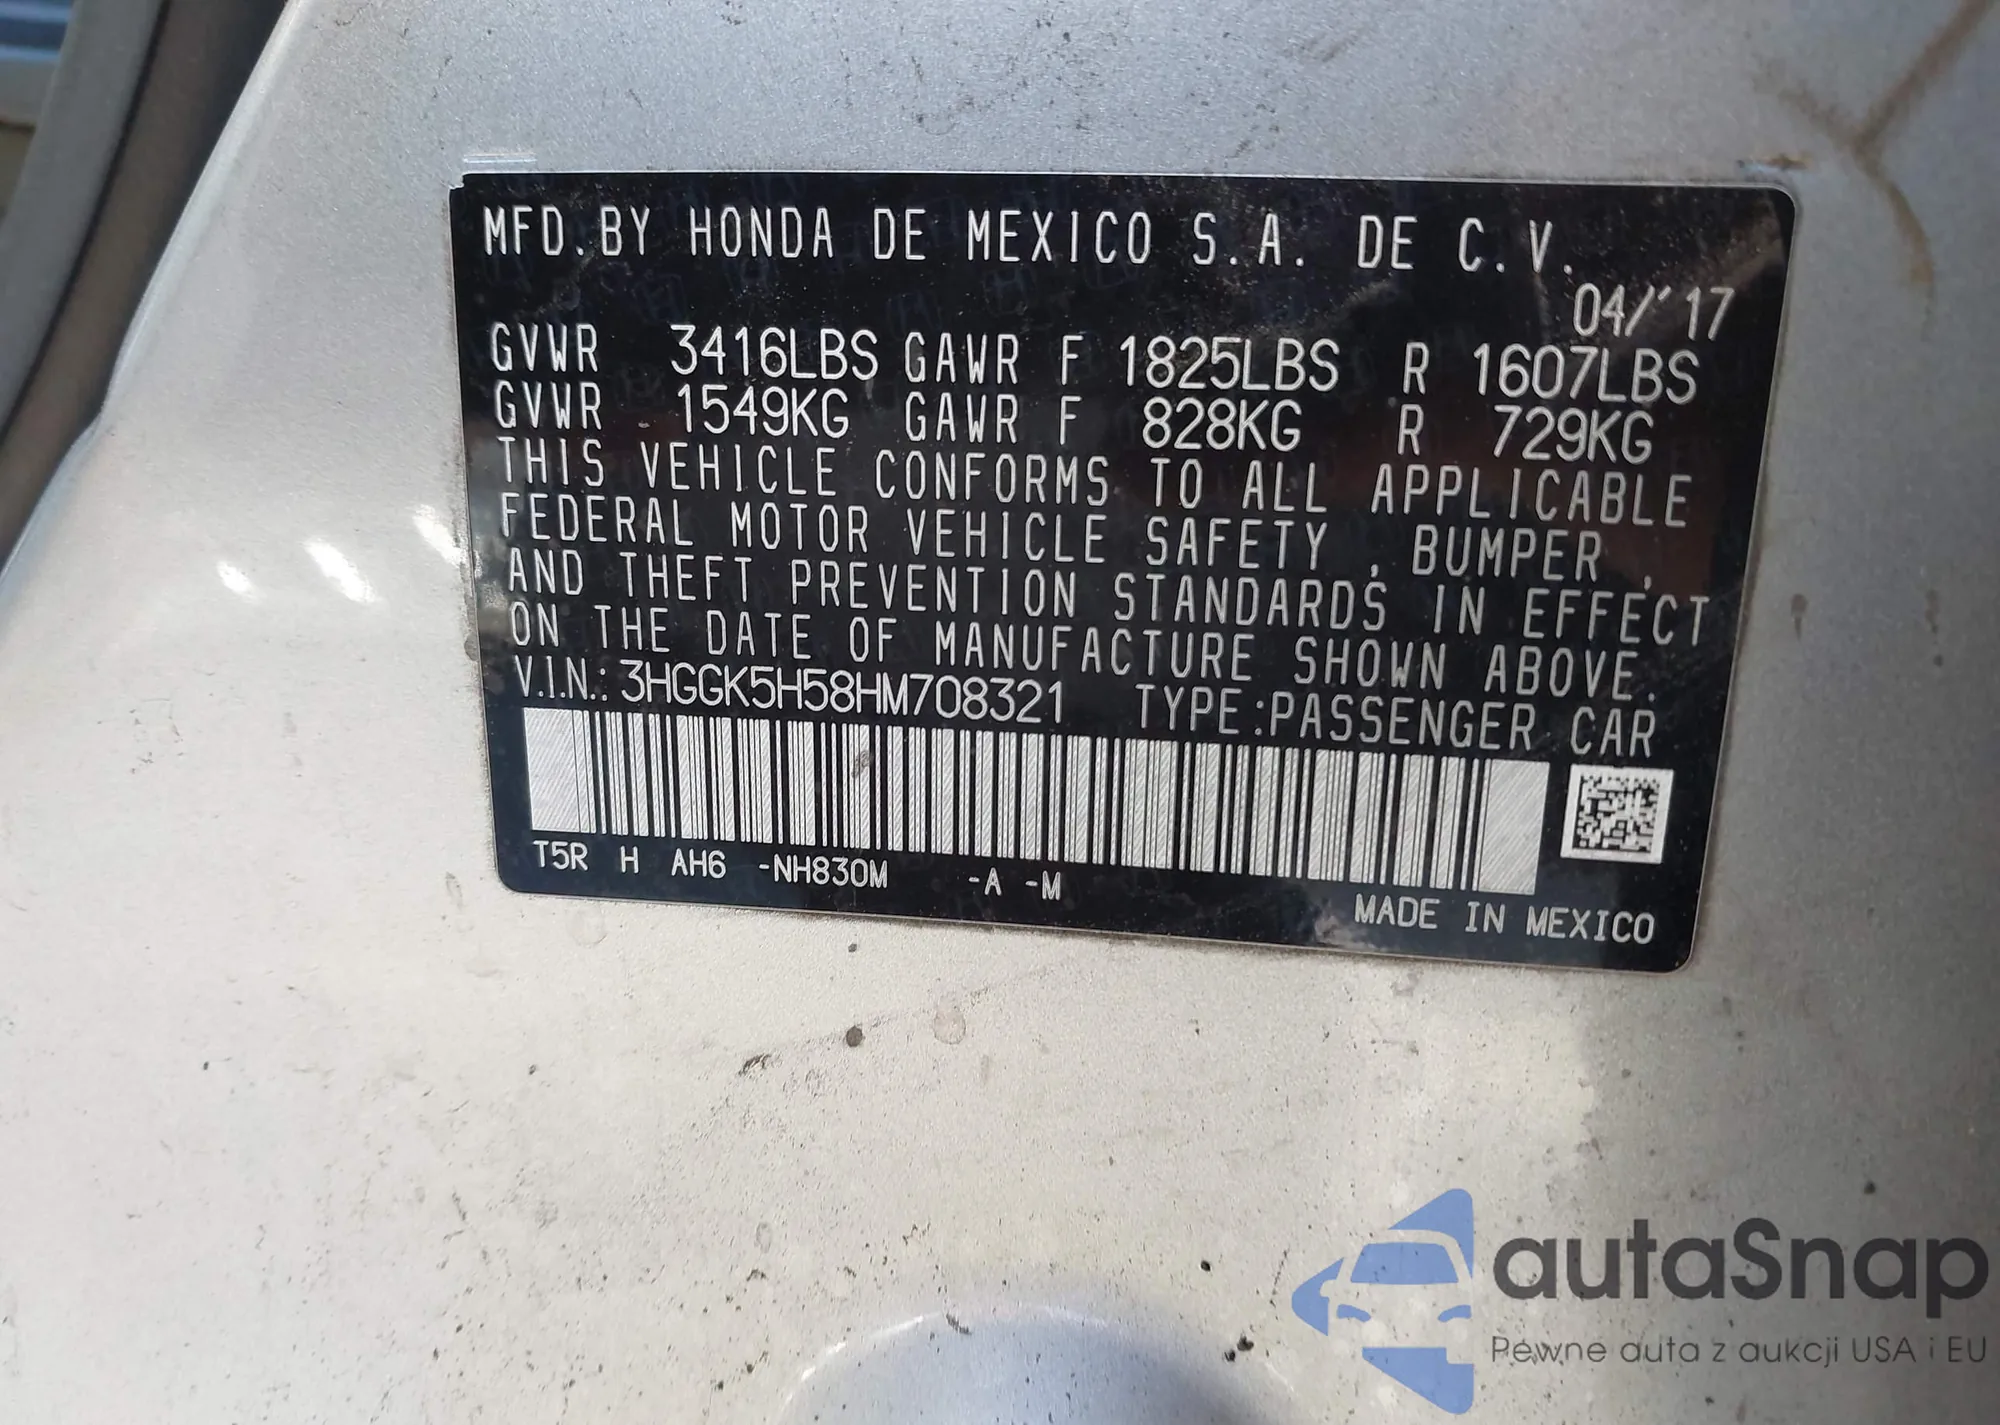 MFD.BY HONDA DE MEXICO S.A. DE C.V.
04/'17
GVWR 3416LBS GAWR F 1825LBS R 1607LBS
GVWR 1549KG GAWR F 828KG R 729KG
THIS VEHICLE CONFORMS TO ALL APPLICABLE
FEDERAL MOTOR VEHICLE SAFETY , BUMPER ,
AND THEFT PREVENTION STANDARDS IN EFFECT
ON THE DATE OF MANUFACTURE SHOWN ABOVE.
V.I.N.: 3HGGK5H58HM708321 TYPE:PASSENGER CAR
T5R H AH6 -NH830M -A -M
MADE IN MEXICO
autaSnap
Pewne auta z aukcji USA i EU